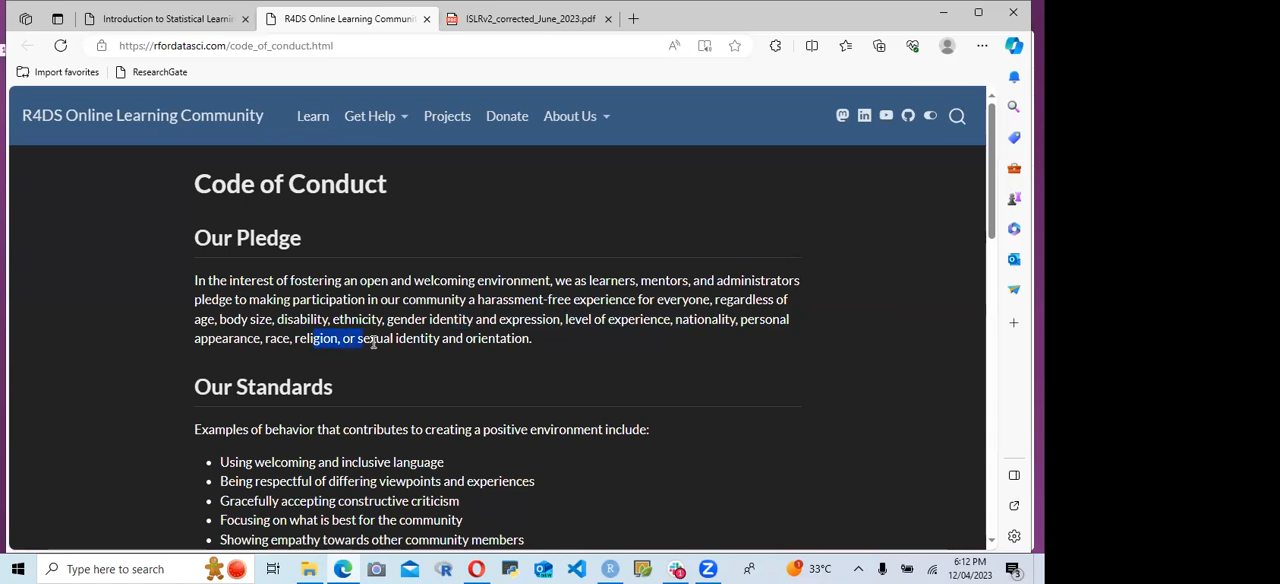 Introduction to Statistical Learnin
R4DS Online Learning Communit
ISLRv2_corrected_June_2023.pdf
https://rfordatasci.com/code_of_conduct.html
Import favorites
ResearchGate
R4DS Online Learning Community
Learn
Get Help
Projects
Donate
About Us
Code of Conduct
Our Pledge
In the interest of fostering an open and welcoming environment, we as learners, mentors, and administrators
pledge to making participation in our community a harassment-free experience for everyone, regardless of
age, body size, disability, ethnicity, gender identity and expression, level of experience, nationality, personal
appearance, race, religion, or sexual identity and orientation.
Our Standards
Examples of behavior that contributes to creating a positive environment include:
• Using welcoming and inclusive language
• Being respectful of differing viewpoints and experiences
• Gracefully accepting constructive criticism
• Focusing on what is best for the community
• Showing empathy towards other community members
Type here to search
33°C
6:12 PM
12/04/2023